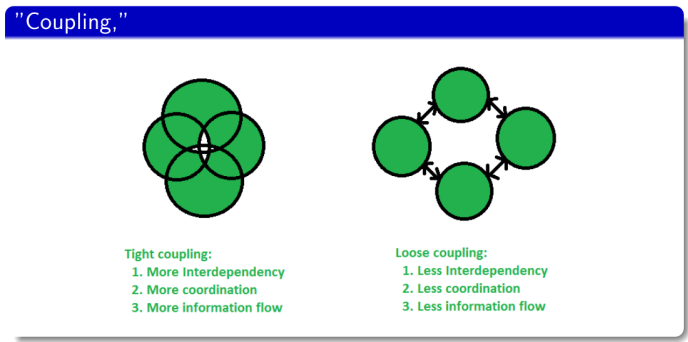 "Coupling,"
Tight coupling:
1. More Interdependency
2. More coordination
3. More information flow
Loose coupling:
1. Less Interdependency
2. Less coordination
3. Less information flow